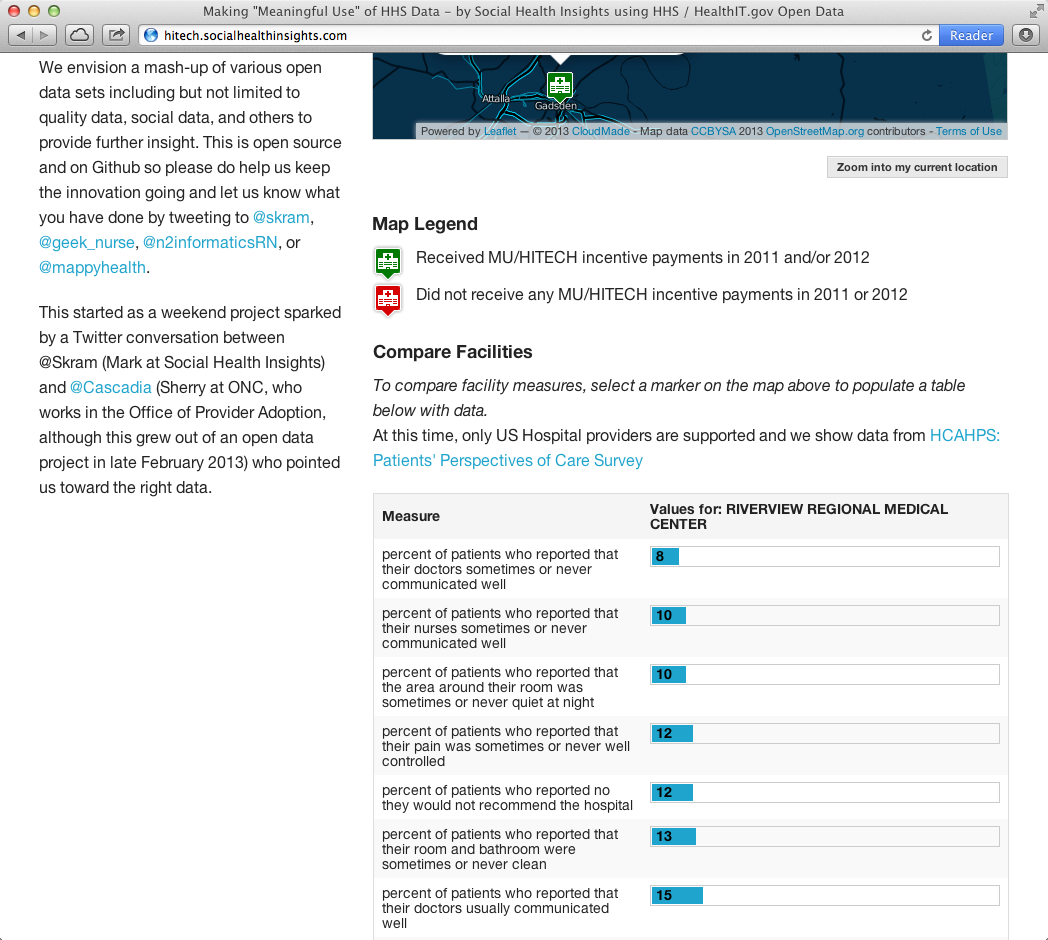 Making "Meaningful Use" of HHS Data – by Social Health Insights using HHS / HealthIT.gov Open Data
hitech.socialhealthinsights.com
Reader
We envision a mash-up of various open
data sets including but not limited to
quality data, social data, and others to
provide further insight. This is open source
and on Github so please do help us keep
the innovation going and let us know what
you have done by tweeting to @skram,
@geek_nurse, @n2informaticsRN, or
@mappyhealth.
This started as a weekend project sparked
by a Twitter conversation between
@Skram (Mark at Social Health Insights)
and @Cascadia (Sherry at ONC, who
works in the Office of Provider Adoption,
although this grew out of an open data
project in late February 2013) who pointed
us toward the right data.
Attalla
Gadsden
Powered by Leaflet — © 2013 CloudMade - Map data CCBYSA 2013 OpenStreetMap.org contributors - Terms of Use
Zoom into my current location
Map Legend
Received MU/HITECH incentive payments in 2011 and/or 2012
Did not receive any MU/HITECH incentive payments in 2011 or 2012
Compare Facilities
To compare facility measures, select a marker on the map above to populate a table
below with data.
At this time, only US Hospital providers are supported and we show data from HCAHPS:
Patients' Perspectives of Care Survey
Measure
Values for: RIVERVIEW REGIONAL MEDICAL
CENTER
percent of patients who reported that
their doctors sometimes or never
communicated well
8
percent of patients who reported that
their nurses sometimes or never
communicated well
10
percent of patients who reported that
the area around their room was
sometimes or never quiet at night
10
percent of patients who reported that
their pain was sometimes or never well
controlled
12
percent of patients who reported no
they would not recommend the hospital
12
percent of patients who reported that
their room and bathroom were
sometimes or never clean
13
percent of patients who reported that
their doctors usually communicated
well
15